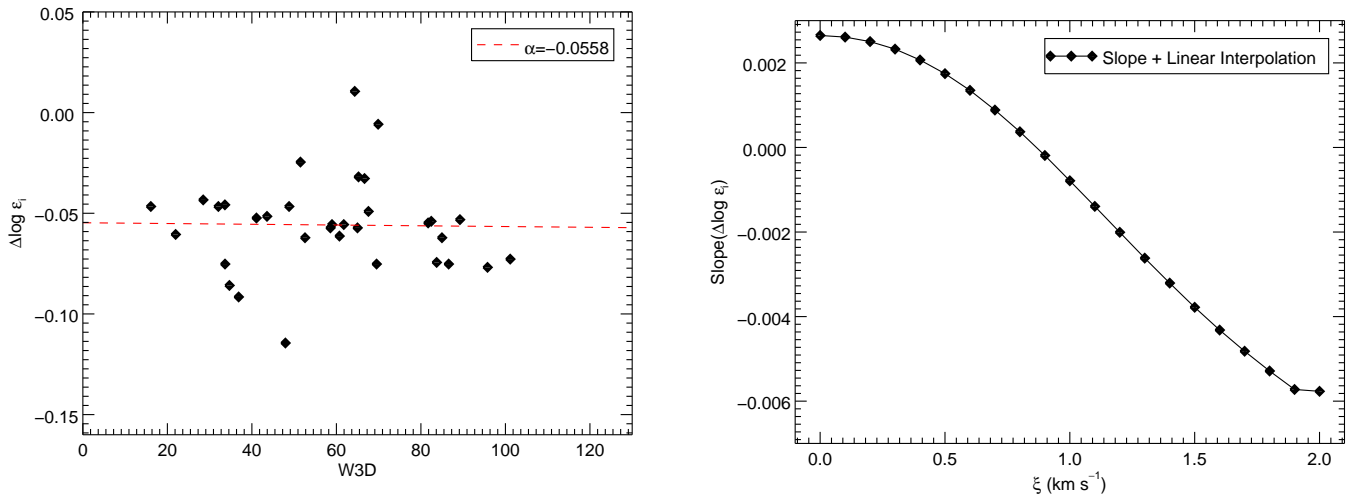 0.05
0.00
−0.05
−0.10
−0.15
Δlog εi
α=−0.0558
0 20 40 60 80 100 120
W3D
0.002
0.000
−0.002
−0.004
−0.006
Slope(Δlog εi)
Slope + Linear Interpolation
0.0 0.5 1.0 1.5 2.0
ξ (km s−1)